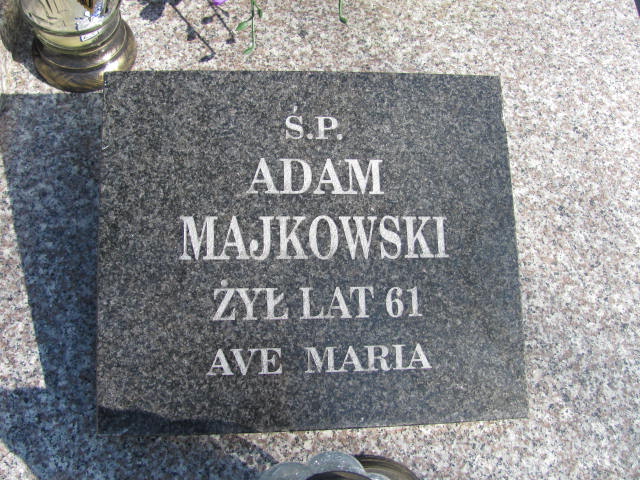 Ś.P.
ADAM
MAJKOWSKI
ŻYŁ LAT 61
AVE MARIA